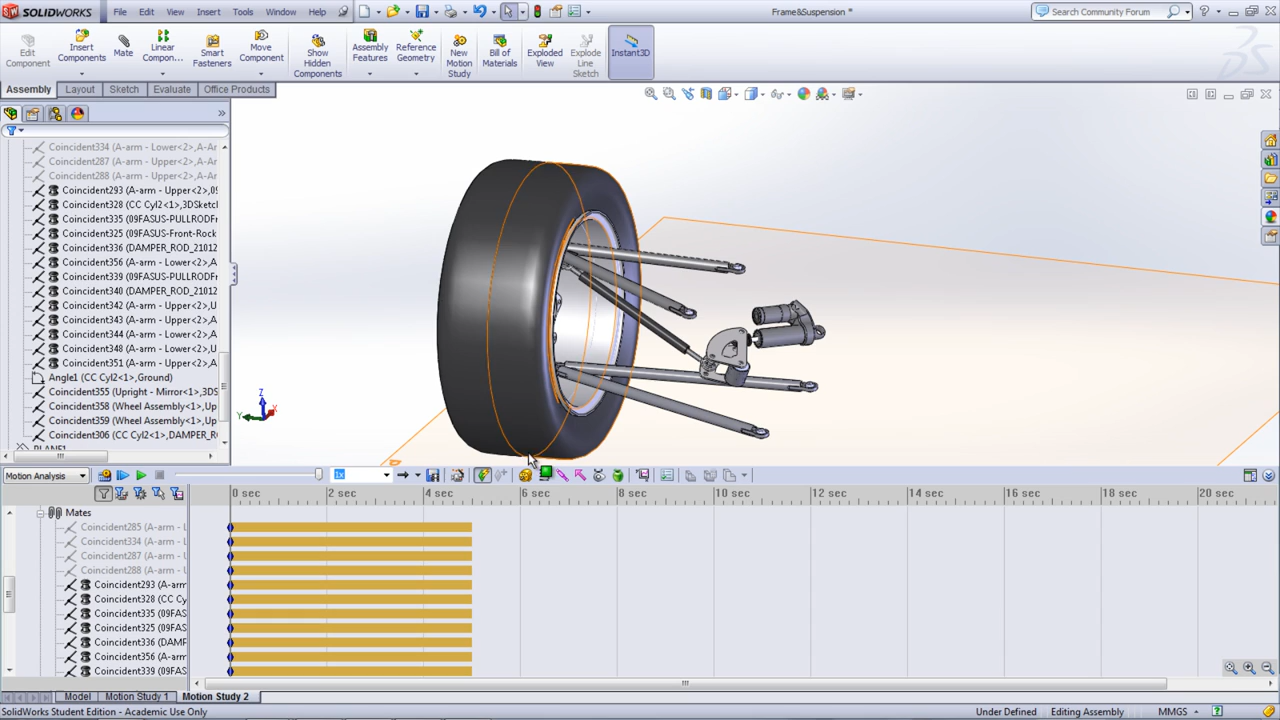 SOLIDWORKS File Edit View Insert Tools Window Help Frame&Suspension * Search Community Forum
Edit Component
Insert Components
Mate
Linear Compon...
Smart Fasteners
Move Component
Show Hidden Components
Assembly Features
Reference Geometry
New Motion Study
Bill of Materials
Exploded View
Explode Line Sketch
Instant3D
Assembly Layout Sketch Evaluate Office Products
Coincident334 (A-arm - Lower<2>,A-Ar
Coincident287 (A-arm - Upper<2>,A-Ar
Coincident288 (A-arm - Upper<2>,A-Ar
Coincident293 (A-arm - Upper<2>,09
Coincident328 (CC Cyl2<1>,3DSketch
Coincident335 (09FASUS-PULLRODFr
Coincident325 (09FASUS-Front-Rock
Coincident336 (DAMPER_ROD_21012
Coincident356 (A-arm - Lower<2>,A
Coincident339 (09FASUS-PULLRODFr
Coincident340 (DAMPER_ROD_21012
Coincident342 (A-arm - Upper<2>,U
Coincident343 (A-arm - Upper<2>,A
Coincident344 (A-arm - Lower<2>,A
Coincident348 (A-arm - Lower<2>,U
Coincident351 (A-arm - Upper<2>,A
Angle1 (CC Cyl2<1>,Ground)
Coincident355 (Upright - Mirror<1>,3DS
Coincident358 (Wheel Assembly<1>,Up
Coincident359 (Wheel Assembly<1>,Up
Coincident306 (CC Cyl2<1>,DAMPER_R
PLANE1
Z
Y X
Motion Analysis 1x
0 sec 2 sec 4 sec 6 sec 8 sec 10 sec 12 sec 14 sec 16 sec 18 sec 20 sec
Mates
Coincident285 (A-arm - L
Coincident334 (A-arm - L
Coincident287 (A-arm - U
Coincident288 (A-arm - U
Coincident293 (A-arm
Coincident328 (CC Cy
Coincident335 (09FAS
Coincident325 (09FAS
Coincident336 (DAMP
Coincident356 (A-arm
Coincident339 (09FAS
Model Motion Study 1 Motion Study 2
SolidWorks Student Edition - Academic Use Only Under Defined Editing Assembly MMGS